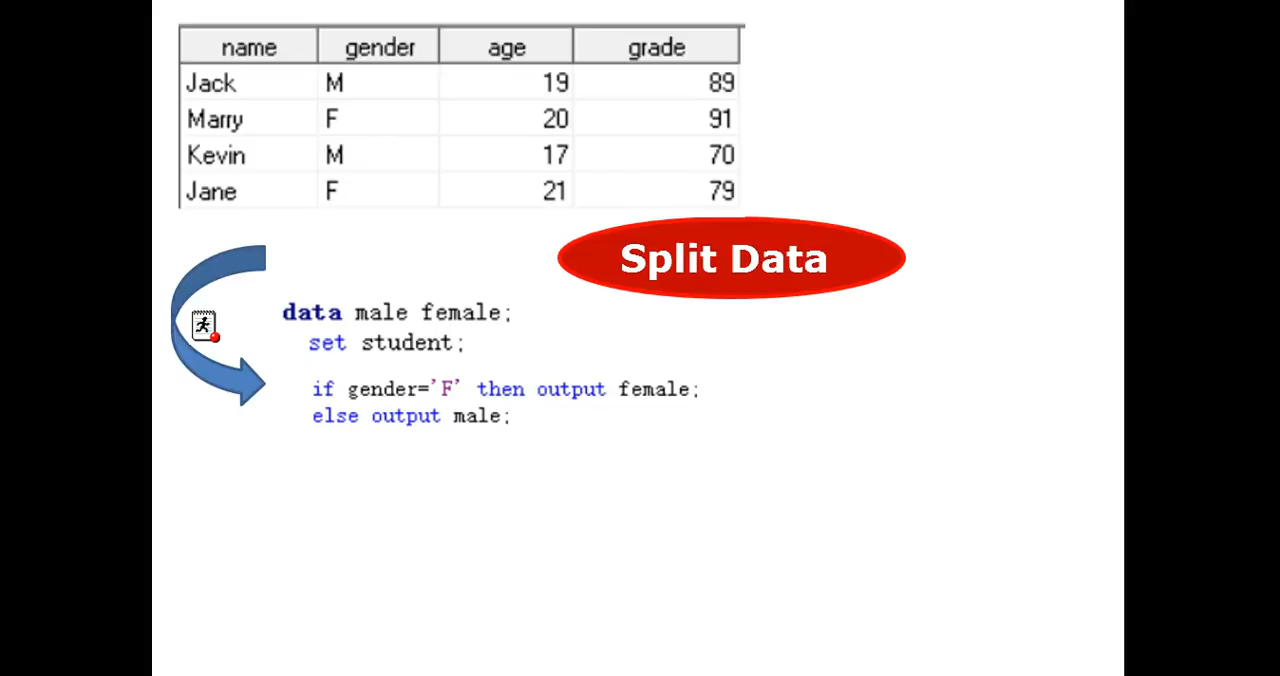 name gender age grade
Jack M 19 89
Marry F 20 91
Kevin M 17 70
Jane F 21 79
Split Data
data male female;
set student;
if gender='F' then output female;
else output male;